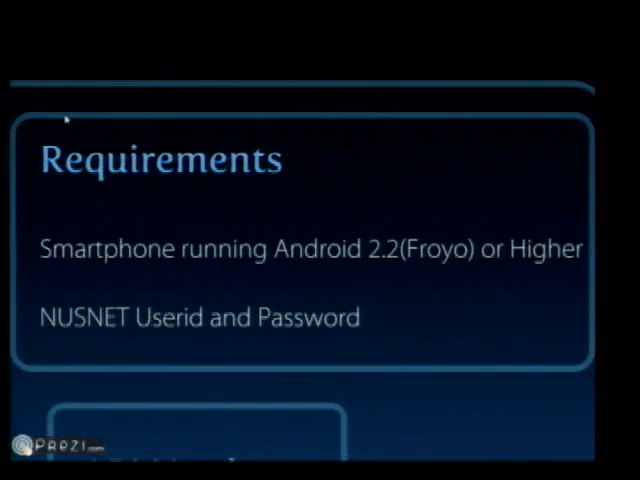 Requirements
Smartphone running Android 2.2(Froyo) or Higher
NUSNET Userid and Password
PREZI.com